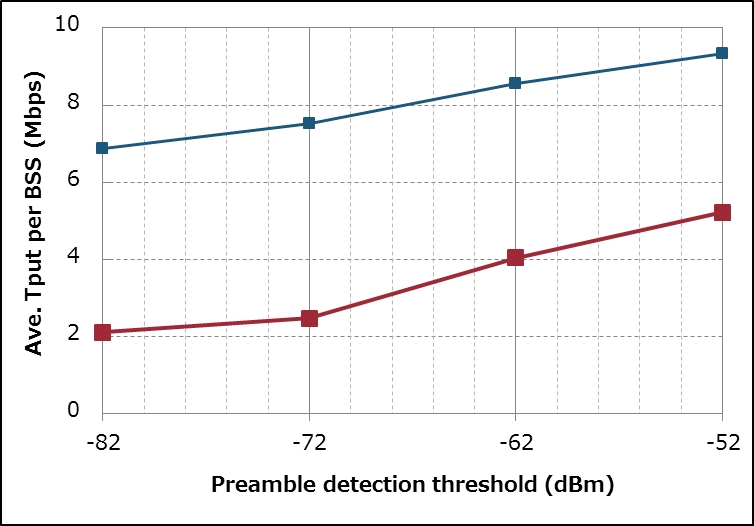 10
8
6
4
2
0
Ave. Tput per BSS (Mbps)
-82 -72 -62 -52
Preamble detection threshold (dBm)